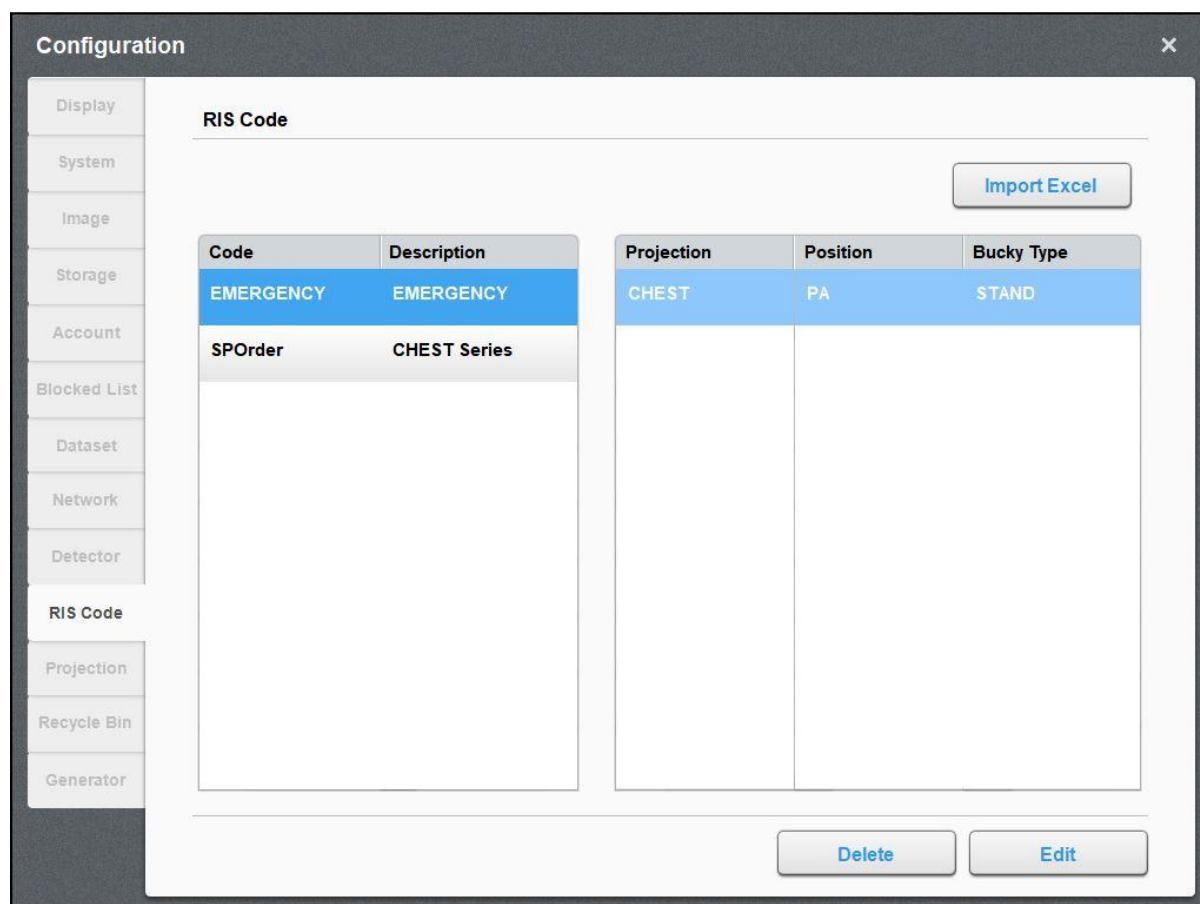 Configuration ×
Display
System
Image
Storage
Account
Blocked List
Dataset
Network
Detector
RIS Code
Projection
Recycle Bin
Generator
RIS Code
Import Excel
Code Description
EMERGENCY EMERGENCY
SPOrder CHEST Series
Projection Position Bucky Type
CHEST PA STAND
Delete Edit